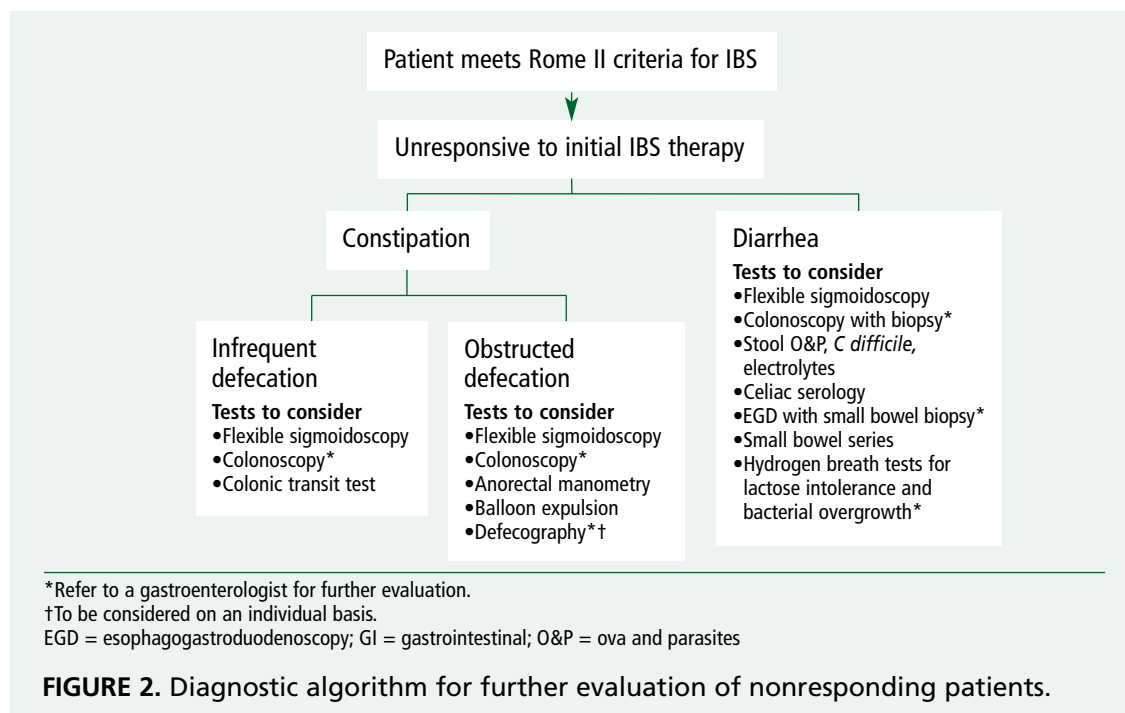 Patient meets Rome II criteria for IBS
Unresponsive to initial IBS therapy
Constipation
Infrequent
defecation
Tests to consider
•Flexible sigmoidoscopy
•Colonoscopy*
•Colonic transit test
Obstructed
defecation
Tests to consider
•Flexible sigmoidoscopy
•Colonoscopy*
•Anorectal manometry
•Balloon expulsion
•Defecography*†
Diarrhea
Tests to consider
•Flexible sigmoidoscopy
•Colonoscopy with biopsy*
•Stool O&P, C difficile,
electrolytes
•Celiac serology
•EGD with small bowel biopsy*
•Small bowel series
•Hydrogen breath tests for
lactose intolerance and
bacterial overgrowth*
*Refer to a gastroenterologist for further evaluation.
†To be considered on an individual basis.
EGD = esophagogastroduodenoscopy; GI = gastrointestinal; O&P = ova and parasites
FIGURE 2. Diagnostic algorithm for further evaluation of nonresponding patients.